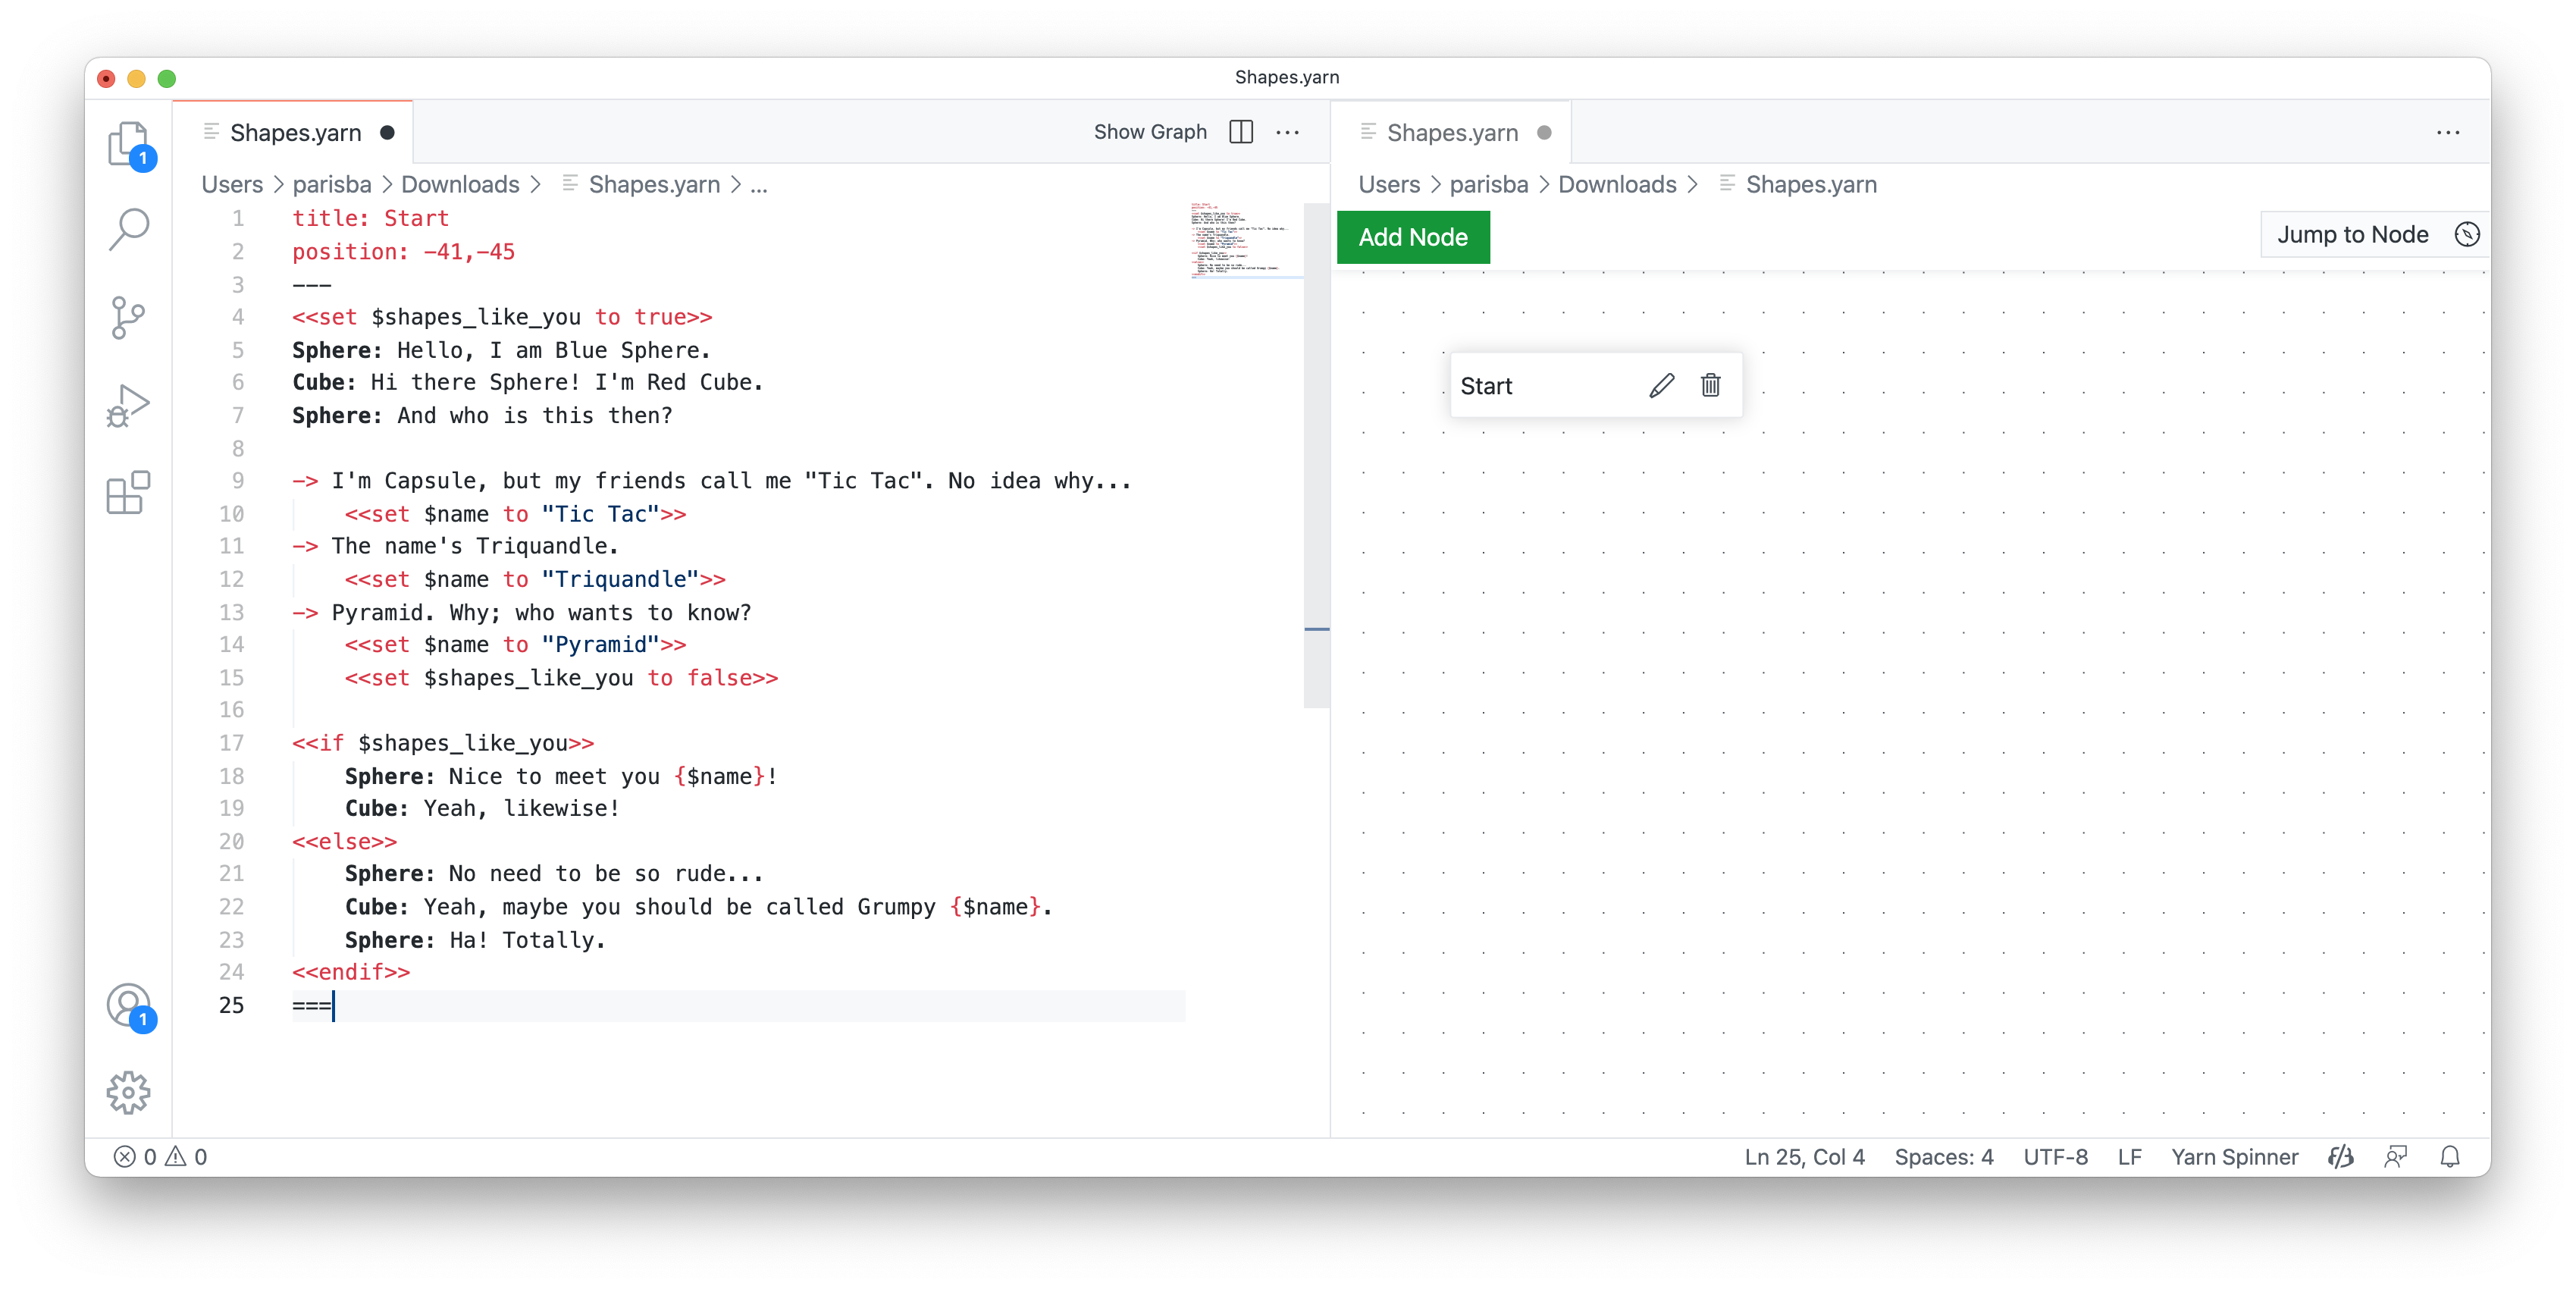 Shapes.yarn
Shapes.yarn
Show Graph
Users > parisba > Downloads > Shapes.yarn > ...
1 title: Start
2 position: -41,-45
3 ---
4 <<set $shapes_like_you to true>>
5 Sphere: Hello, I am Blue Sphere.
6 Cube: Hi there Sphere! I'm Red Cube.
7 Sphere: And who is this then?
8
9 -> I'm Capsule, but my friends call me "Tic Tac". No idea why...
10 <<set $name to "Tic Tac">>
11 -> The name's Triquandle.
12 <<set $name to "Triquandle">>
13 -> Pyramid. Why; who wants to know?
14 <<set $name to "Pyramid">>
15 <<set $shapes_like_you to false>>
16
17 <<if $shapes_like_you>>
18 Sphere: Nice to meet you {$name}!
19 Cube: Yeah, likewise!
20 <<else>>
21 Sphere: No need to be so rude...
22 Cube: Yeah, maybe you should be called Grumpy {$name}.
23 Sphere: Ha! Totally.
24 <<endif>>
25 ===
Shapes.yarn
Users > parisba > Downloads > Shapes.yarn
Add Node
Jump to Node
Start
1
1
0 0
Ln 25, Col 4 Spaces: 4 UTF-8 LF Yarn Spinner